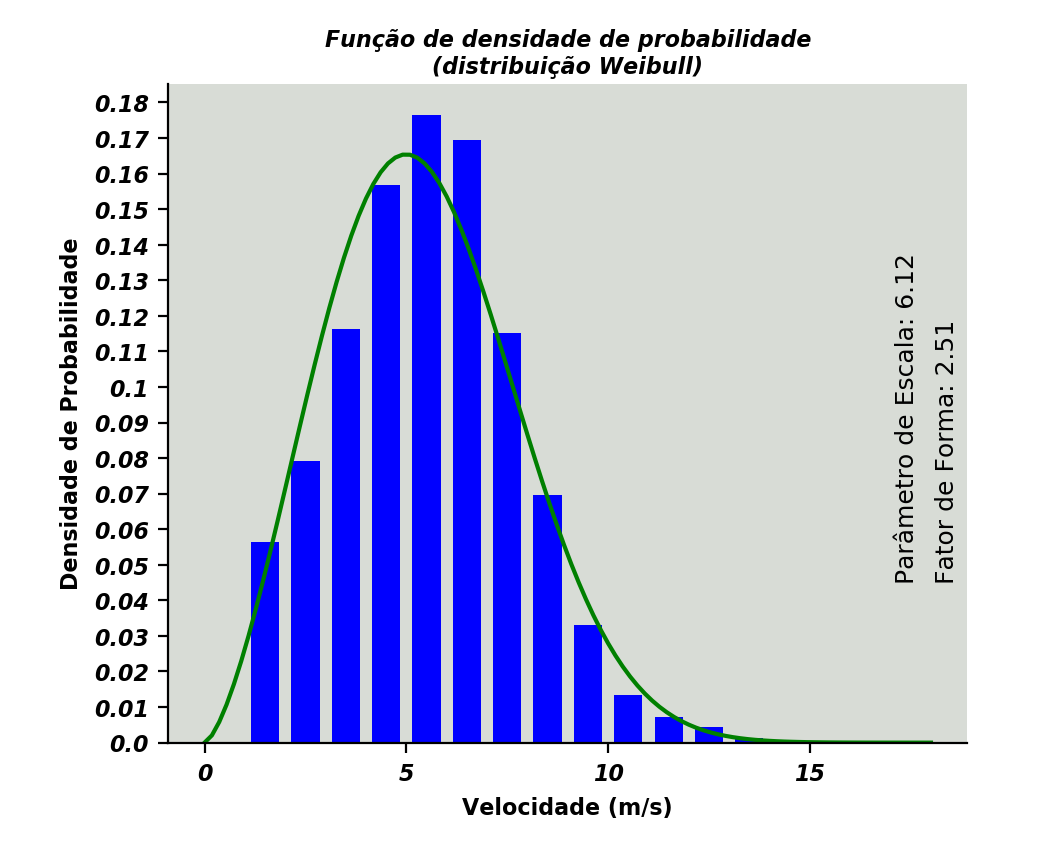 Função de densidade de probabilidade
(distribuição Weibull)
0.18
0.17
0.16
0.15
0.14
0.13
0.12
0.11
0.1
0.09
0.08
0.07
0.06
0.05
0.04
0.03
0.02
0.01
0.0
Densidade de Probabilidade
Parâmetro de Escala: 6.12
Fator de Forma: 2.51
0 5 10 15
Velocidade (m/s)